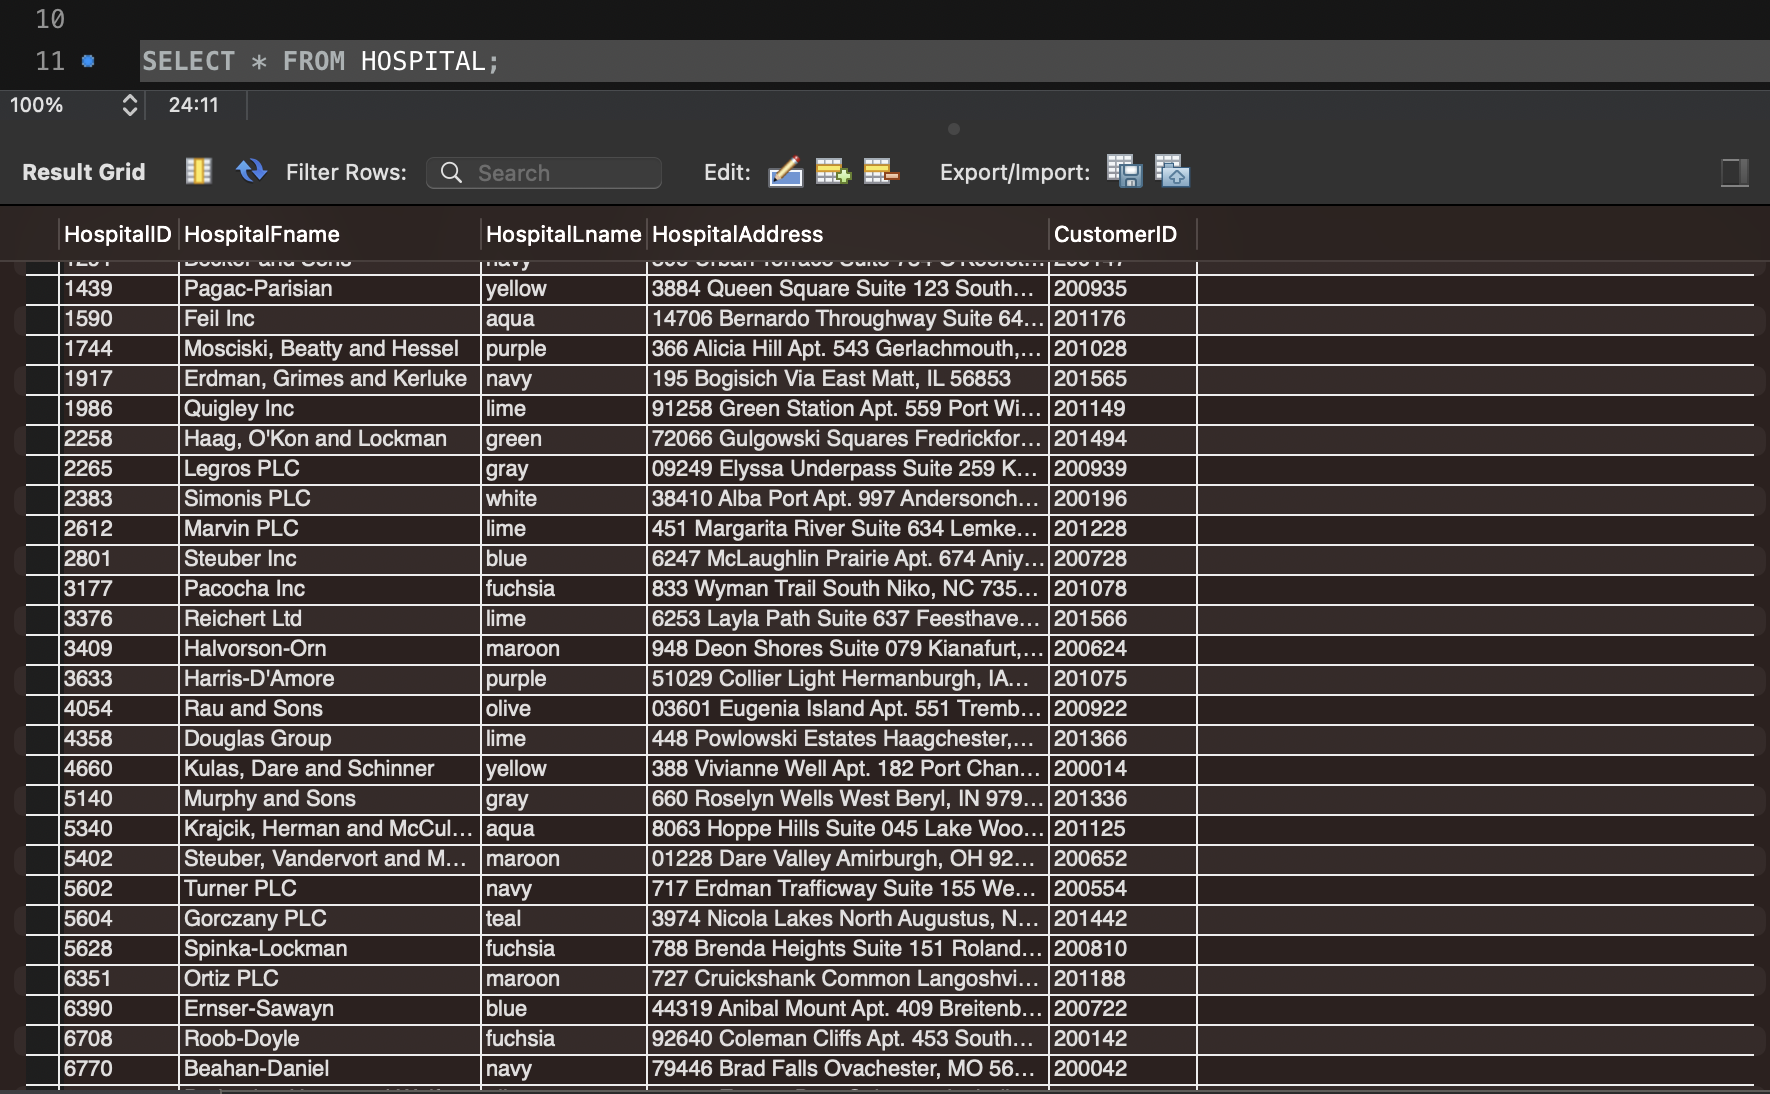 10
11 SELECT * FROM HOSPITAL;
100% 24:11
Result Grid Filter Rows: Search Edit: Export/Import:
HospitalID HospitalFname HospitalLname HospitalAddress CustomerID
1439 Pagac-Parisian yellow 3884 Queen Square Suite 123 South... 200935
1590 Feil Inc aqua 14706 Bernardo Throughway Suite 64... 201176
1744 Mosciski, Beatty and Hessel purple 366 Alicia Hill Apt. 543 Gerlachmouth,... 201028
1917 Erdman, Grimes and Kerluke navy 195 Bogisich Via East Matt, IL 56853 201565
1986 Quigley Inc lime 91258 Green Station Apt. 559 Port Wi... 201149
2258 Haag, O'Kon and Lockman green 72066 Gulgowski Squares Fredrickfor... 201494
2265 Legros PLC gray 09249 Elyssa Underpass Suite 259 K... 200939
2383 Simonis PLC white 38410 Alba Port Apt. 997 Andersonch... 200196
2612 Marvin PLC lime 451 Margarita River Suite 634 Lemke... 201228
2801 Steuber Inc blue 6247 McLaughlin Prairie Apt. 674 Aniy... 200728
3177 Pacocha Inc fuchsia 833 Wyman Trail South Niko, NC 735... 201078
3376 Reichert Ltd lime 6253 Layla Path Suite 637 Feesthave... 201566
3409 Halvorson-Orn maroon 948 Deon Shores Suite 079 Kianafurt,... 200624
3633 Harris-D'Amore purple 51029 Collier Light Hermanburgh, IA... 201075
4054 Rau and Sons olive 03601 Eugenia Island Apt. 551 Tremb... 200922
4358 Douglas Group lime 448 Powlowski Estates Haagchester,... 201366
4660 Kulas, Dare and Schinner yellow 388 Vivianne Well Apt. 182 Port Chan... 200014
5140 Murphy and Sons gray 660 Roselyn Wells West Beryl, IN 979... 201336
5340 Krajcik, Herman and McCul... aqua 8063 Hoppe Hills Suite 045 Lake Woo... 201125
5402 Steuber, Vandervort and M... maroon 01228 Dare Valley Amirburgh, OH 92... 200652
5602 Turner PLC navy 717 Erdman Trafficway Suite 155 We... 200554
5604 Gorczany PLC teal 3974 Nicola Lakes North Augustus, N... 201442
5628 Spinka-Lockman fuchsia 788 Brenda Heights Suite 151 Roland... 200810
6351 Ortiz PLC maroon 727 Cruickshank Common Langoshvi... 201188
6390 Ernser-Sawayn blue 44319 Anibal Mount Apt. 409 Breitenb... 200722
6708 Roob-Doyle fuchsia 92640 Coleman Cliffs Apt. 453 South... 200142
6770 Beahan-Daniel navy 79446 Brad Falls Ovachester, MO 56... 200042